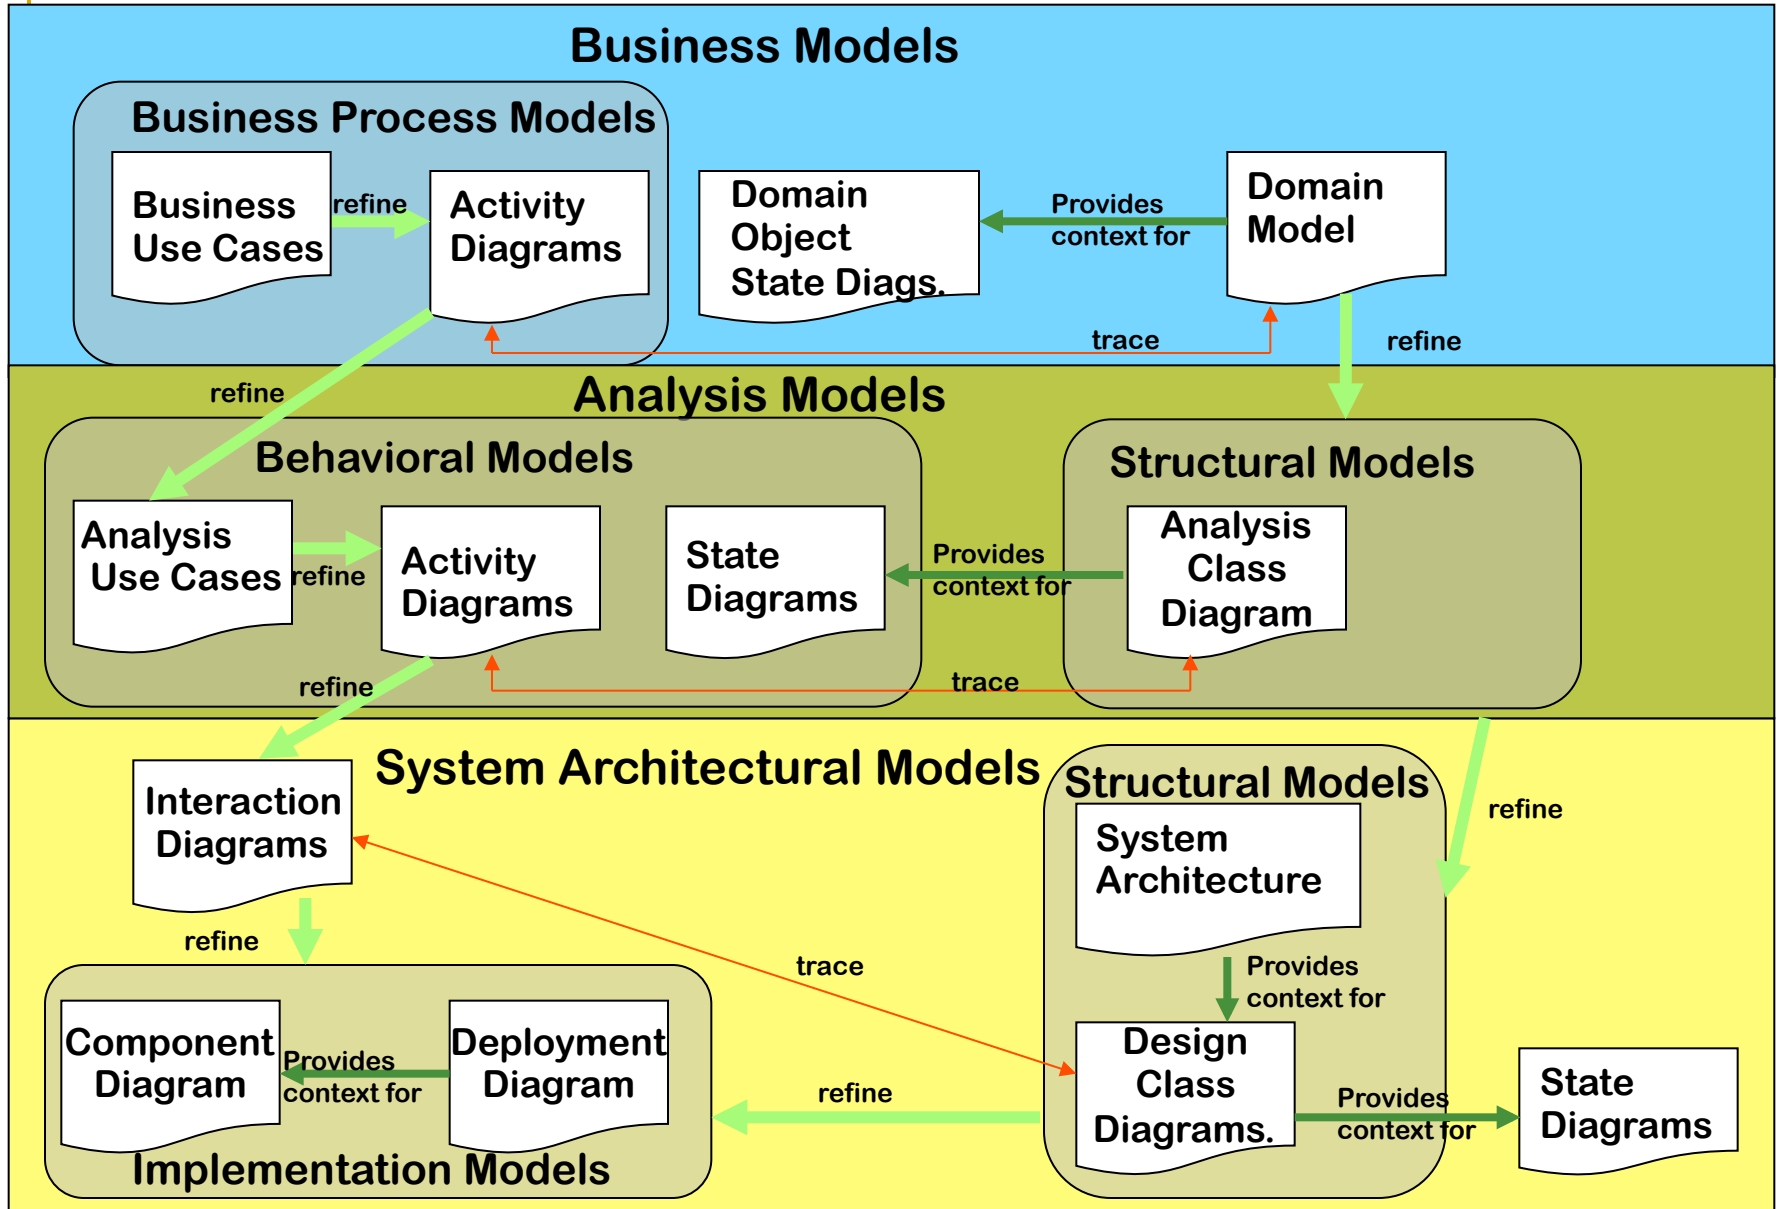 Business Models
Business Process Models
Business
Use Cases
refine
Activity
Diagrams
Domain
Object
State Diags.
Provides
context for
Domain
Model
trace
refine
refine
Analysis Models
Behavioral Models
Structural Models
Analysis
Use Cases
refine
Activity
Diagrams
State
Diagrams
Provides
context for
Analysis
Class
Diagram
refine
trace
System Architectural Models
Structural Models
Interaction
Diagrams
System
Architecture
refine
refine
trace
Provides
context for
Component
Diagram
Provides
context for
Deployment
Diagram
Implementation Models
refine
Design
Class
Diagrams.
Provides
context for
State
Diagrams